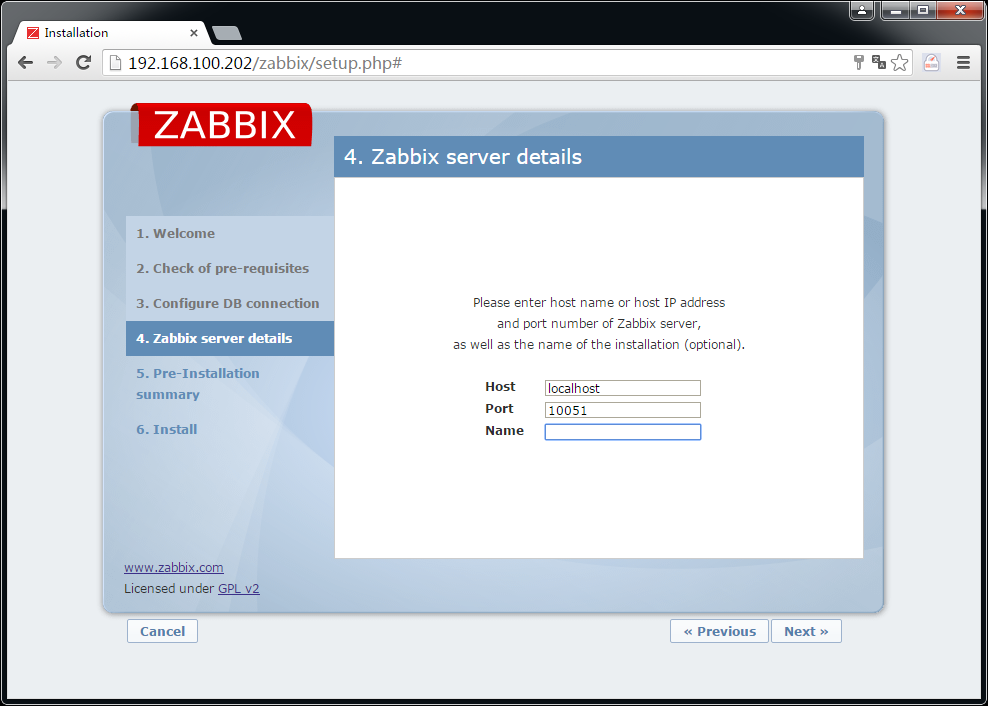 Installation
192.168.100.202/zabbix/setup.php#
ZABBIX
4. Zabbix server details
1. Welcome
2. Check of pre-requisites
3. Configure DB connection
4. Zabbix server details
5. Pre-Installation
summary
6. Install
Please enter host name or host IP address
and port number of Zabbix server,
as well as the name of the installation (optional).
Host localhost
Port 10051
Name
www.zabbix.com
Licensed under GPL v2
Cancel
« Previous
Next »